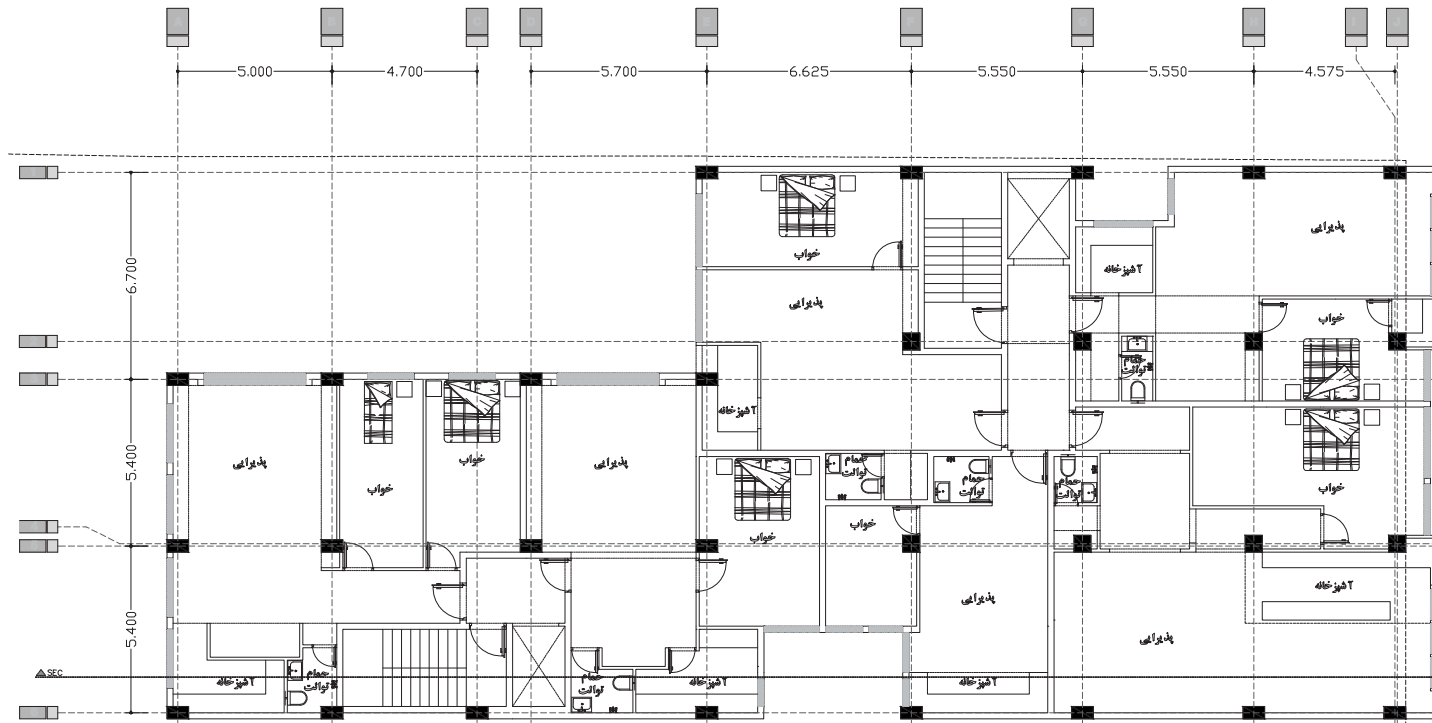 A B C D E F G H I J
5.000 4.700 5.700 6.625 5.550 5.550 4.575
6.700
5.400
5.400
خواب
پذیرایی
پذیرایی
آشپزخانه
خواب
حمام
توالت
آشپزخانه
پذیرایی
خواب
خواب
پذیرایی
حمام
توالت
حمام
توالت
حمام
توالت
خواب
خواب
خواب
پذیرایی
آشپزخانه
پذیرایی
SEC
آشپزخانه
حمام
توالت
حمام
توالت
آشپزخانه
آشپزخانه